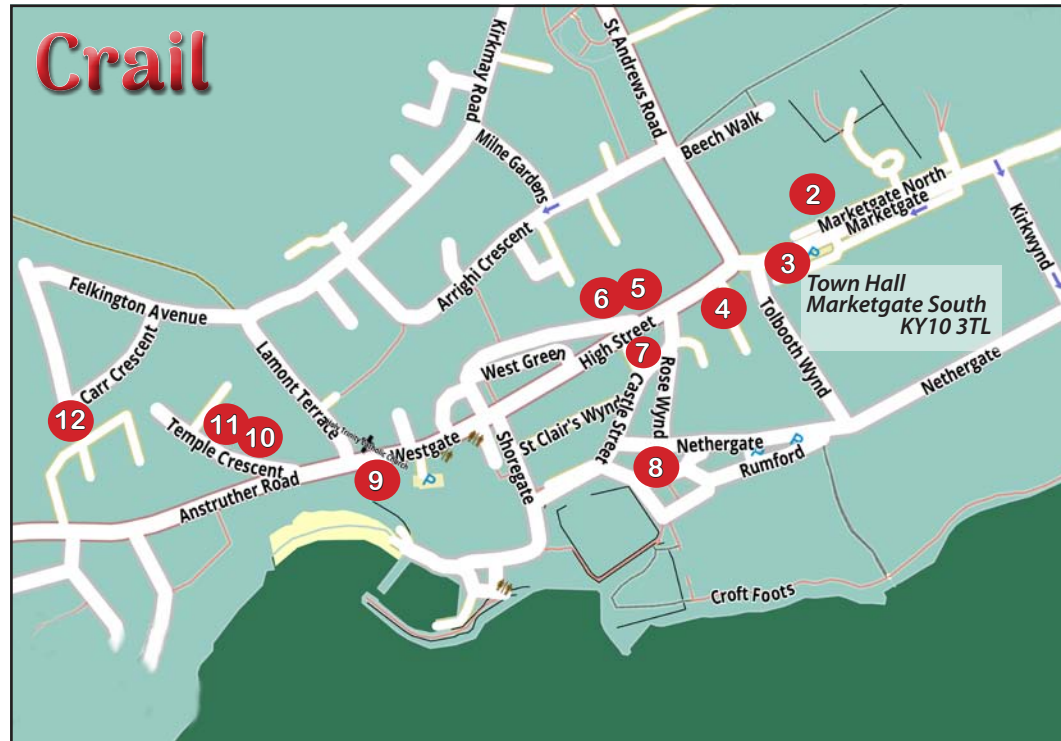 Crail
Kirkmay Road
St Andrews Road
Beech Walk
Milne Gardens
2
Marketgate North
Marketgate
Kirkwynd
Arrighi Crescent
3
P
Town Hall
Marketgate South
KY10 3TL
Felkington Avenue
6
5
4
Tolbooth Wynd
High Street
7
West Green
Carr Crescent
Lamont Terrace
Castle Street
Rose Wynd
Nethergate
12
11
10
Temple Crescent
St Clair's Wynd
Westgate
Shoregate
Nethergate
P
8
Rumford
9
P
Anstruther Road
Croft Foots